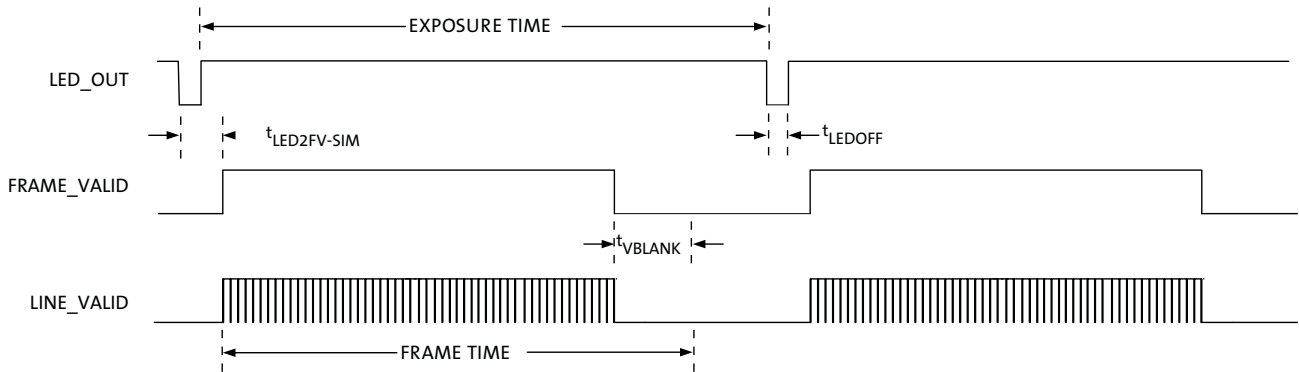 EXPOSURE TIME
LED_OUT
tLED2FV-SIM
tLEDOFF
FRAME_VALID
tVBLANK
LINE_VALID
FRAME TIME